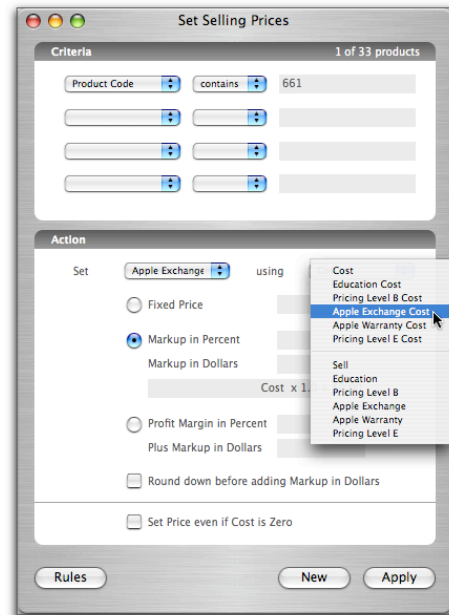 Set Selling Prices
Criteria 1 of 33 products
Product Code contains 661
Action
Set Apple Exchange using
Cost
Education Cost
Pricing Level B Cost
Apple Exchange Cost
Apple Warranty Cost
Pricing Level E Cost
Sell
Education
Pricing Level B
Apple Exchange
Apple Warranty
Pricing Level E
Fixed Price
Markup in Percent
Markup in Dollars
Cost x 1.
Profit Margin in Percent
Plus Markup in Dollars
Round down before adding Markup in Dollars
Set Price even if Cost is Zero
Rules New Apply